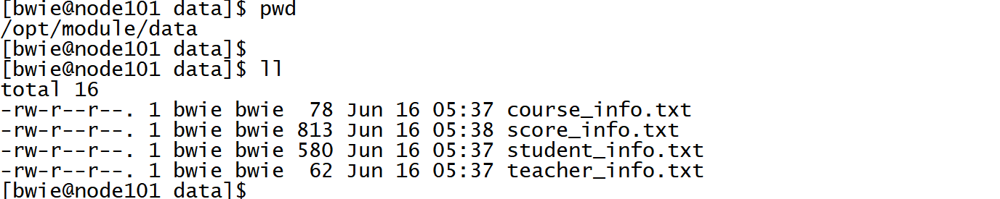 [bwie@node101 data]$ pwd
/opt/module/data
[bwie@node101 data]$
[bwie@node101 data]$ ll
total 16
-rw-r--r--. 1 bwie bwie  78 Jun 16 05:37 course_info.txt
-rw-r--r--. 1 bwie bwie 813 Jun 16 05:38 score_info.txt
-rw-r--r--. 1 bwie bwie 580 Jun 16 05:37 student_info.txt
-rw-r--r--. 1 bwie bwie  62 Jun 16 05:37 teacher_info.txt
[bwie@node101 data]$